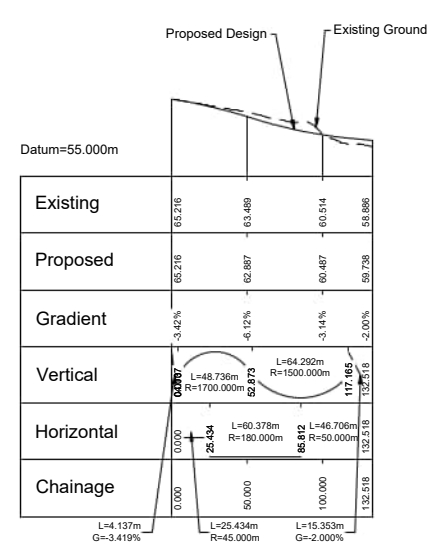 Proposed Design
Existing Ground
Datum=55.000m
Existing
65.216
63.489
60.514
58.886
Proposed
65.216
62.887
60.487
59.738
Gradient
-3.42%
-6.12%
-3.14%
-2.00%
Vertical
L=48.736m
R=1700.000m
52.873
L=64.292m
R=1500.000m
117.165
132.518
Horizontal
0.000
25.434
L=60.378m
R=180.000m
85.812
L=46.706m
R=50.000m
132.518
Chainage
0.000
50.000
100.000
132.518
L=4.137m
G=-3.419%
L=25.434m
R=45.000m
L=15.353m
G=-2.000%